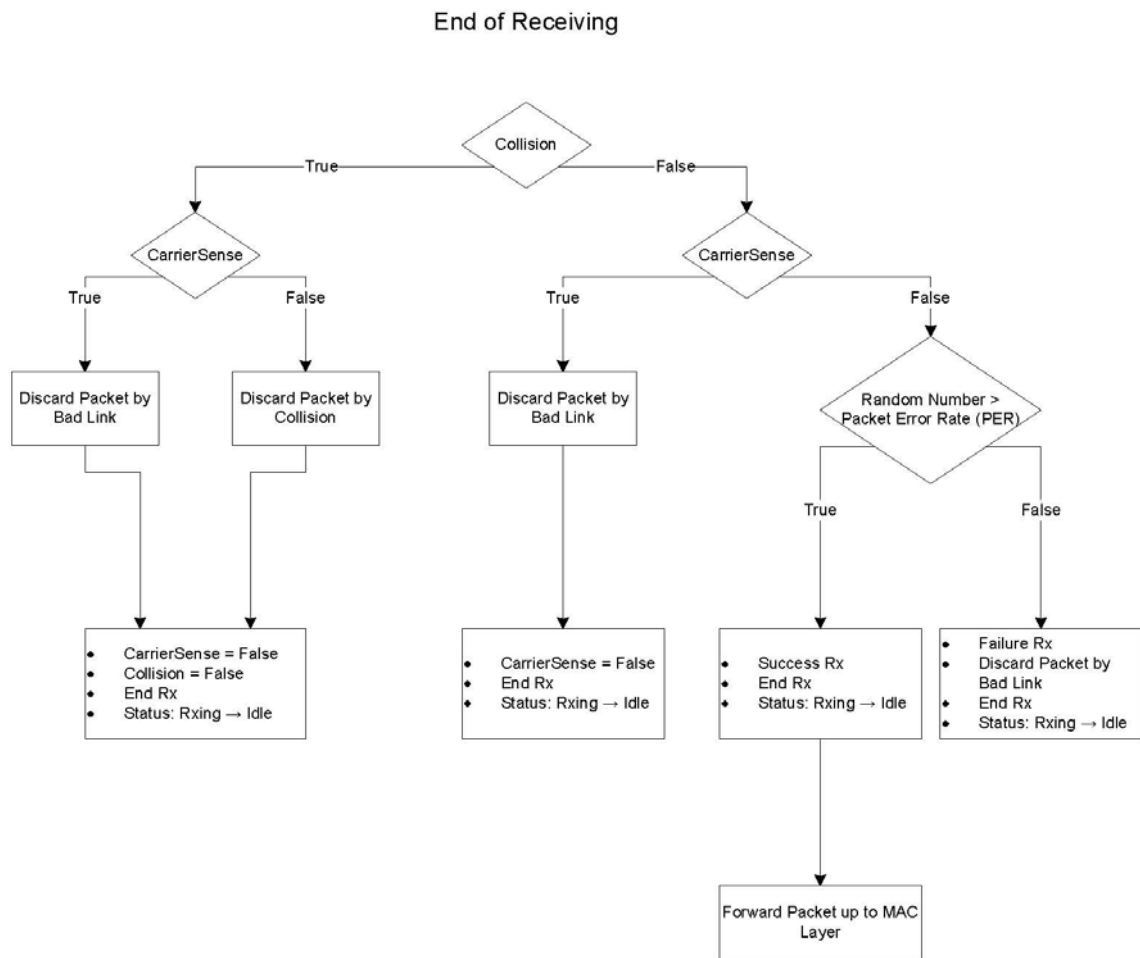 End of Receiving
Collision
True
False
CarrierSense
CarrierSense
True
False
True
False
Discard Packet by
Bad Link
Discard Packet by
Collision
Discard Packet by
Bad Link
Random Number >
Packet Error Rate (PER)
True
False
CarrierSense = False
Collision = False
End Rx
Status: Rxing → Idle
CarrierSense = False
End Rx
Status: Rxing → Idle
Success Rx
End Rx
Status: Rxing → Idle
Failure Rx
Discard Packet by
Bad Link
End Rx
Status: Rxing → Idle
Forward Packet up to MAC
Layer